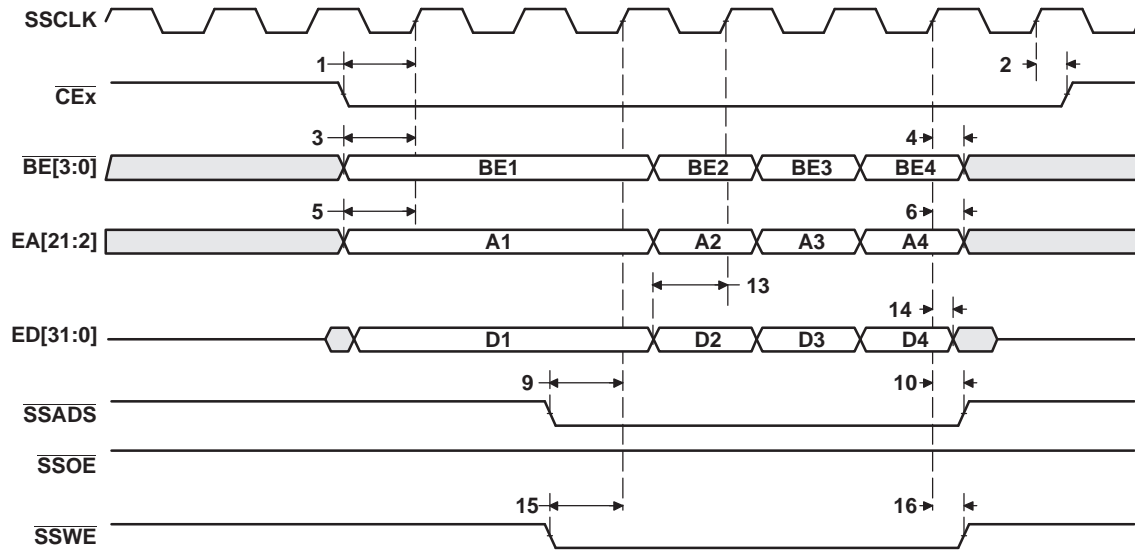 SSCLK
1
2
CEx
3
4
BE[3:0]
BE1
BE2
BE3
BE4
5
6
EA[21:2]
A1
A2
A3
A4
13
14
ED[31:0]
D1
D2
D3
D4
9
10
SSADS
SSOE
15
16
SSWE